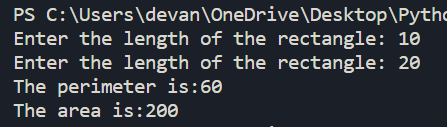 PS C:\Users\devan\OneDrive\Desktop\Pytho
Enter the length of the rectangle: 10
Enter the length of the rectangle: 20
The perimeter is:60
The area is:200